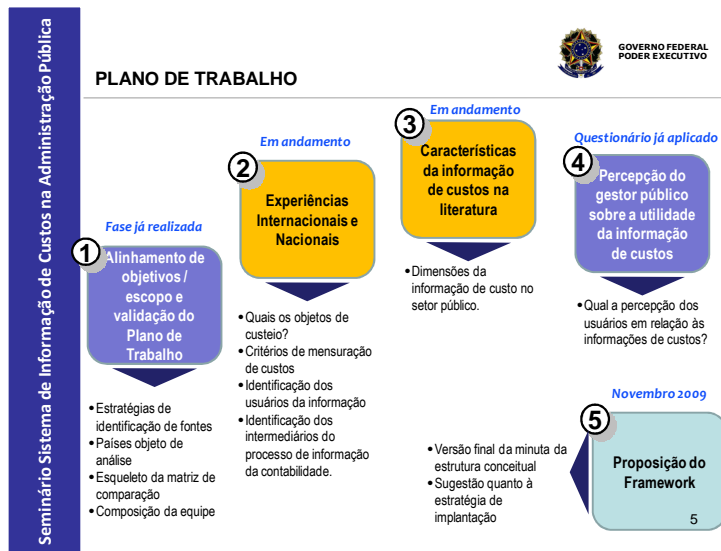 Seminário Sistema de Informação de Custos na Administração Pública
GOVERNO FEDERAL
PODER EXECUTIVO
PLANO DE TRABALHO
Fase já realizada
1
Alinhamento de
objetivos /
escopo e
validação do
Plano de
Trabalho
• Estratégias de
identificação de fontes
• Países objeto de
análise
• Esqueleto da matriz de
comparação
• Composição da equipe
Em andamento
2
Experiências
Internacionais e
Nacionais
• Quais os objetos de
custeio?
• Critérios de mensuração
de custos
• Identificação dos
usuários da informação
• Identificação dos
intermediários do
processo de informação
da contabilidade.
Em andamento
3
Características
da informação
de custos na
literatura
• Dimensões da
informação de custo no
setor público.
Questionário já aplicado
4
Percepção do
gestor público
sobre a utilidade
da informação
de custos
• Qual a percepção dos
usuários em relação às
informações de custos?
Novembro 2009
5
Proposição do
Framework
• Versão final da minuta da
estrutura conceitual
• Sugestão quanto à
estratégia de
implantação
5